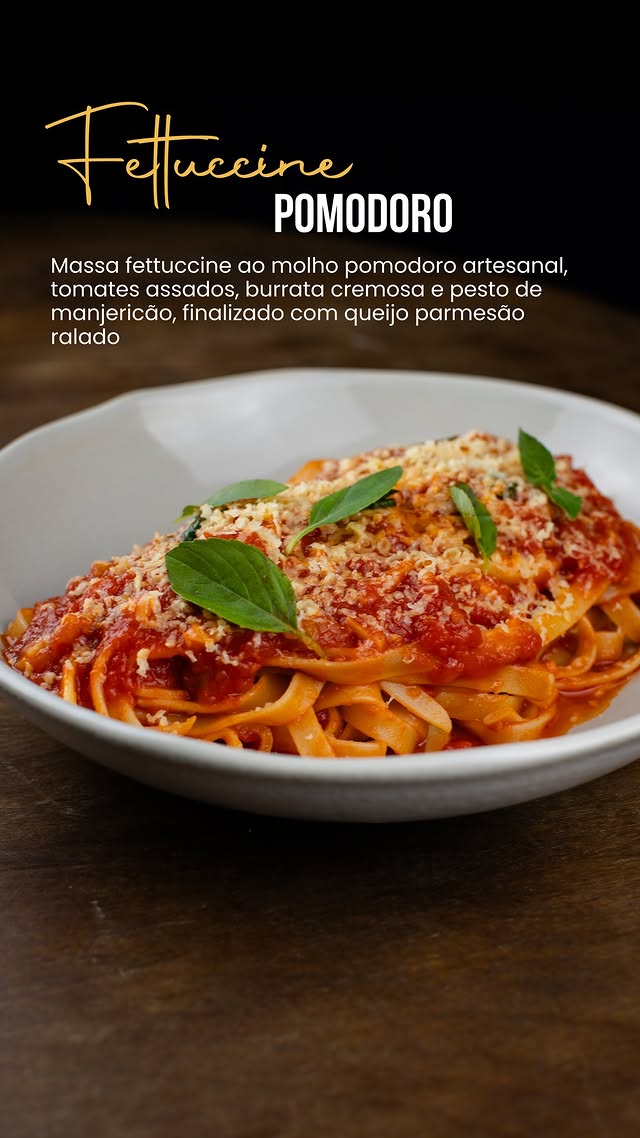 Fettuccine
POMODORO
Massa fettuccine ao molho pomodoro artesanal,
tomates assados, burrata cremosa e pesto de
manjericão, finalizado com queijo parmesão
ralado